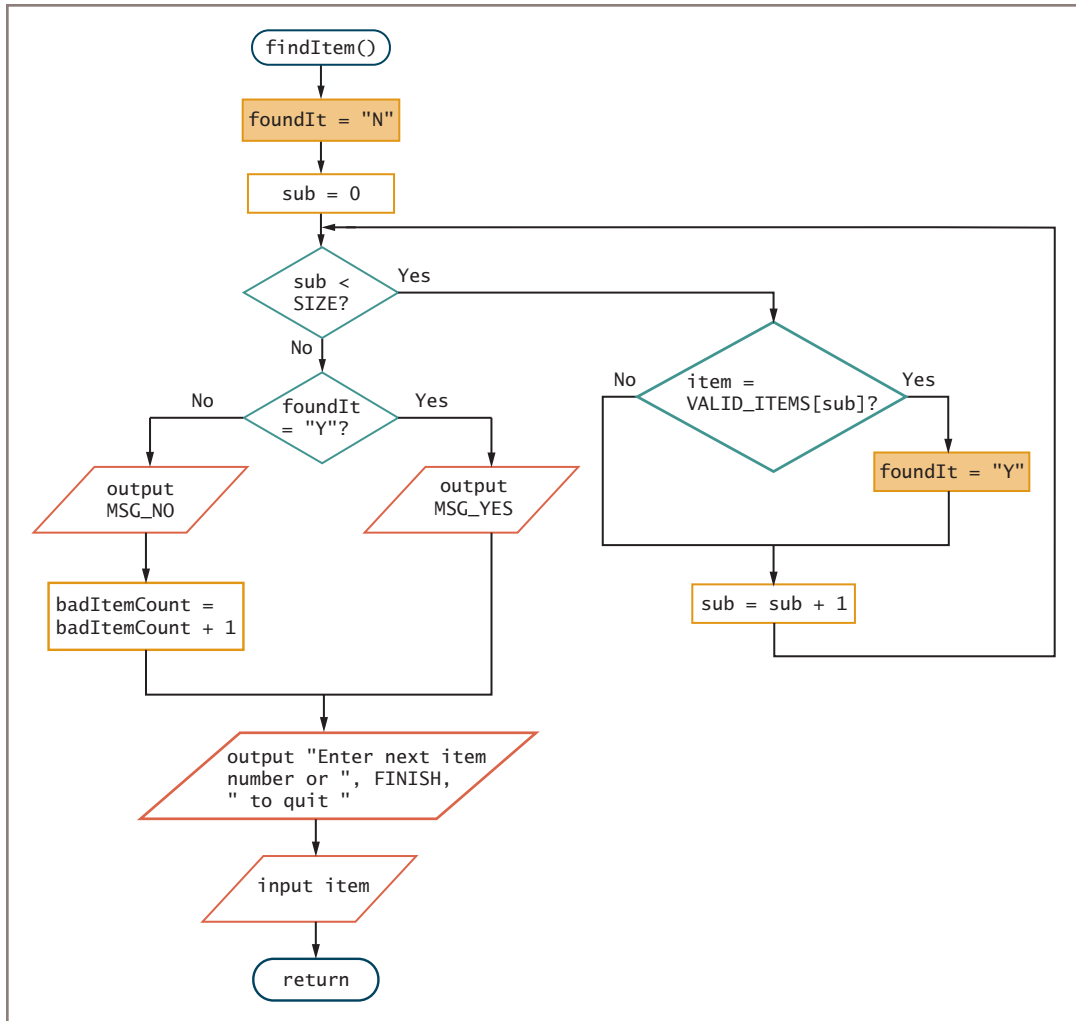 findItem()
foundIt = "N"
sub = 0
sub <
SIZE?
Yes
No
item =
VALID_ITEMS[sub]?
No
Yes
foundIt = "Y"
sub = sub + 1
foundIt
= "Y"?
No
Yes
output
MSG_NO
output
MSG_YES
badItemCount =
badItemCount + 1
output "Enter next item
number or ", FINISH,
" to quit "
input item
return